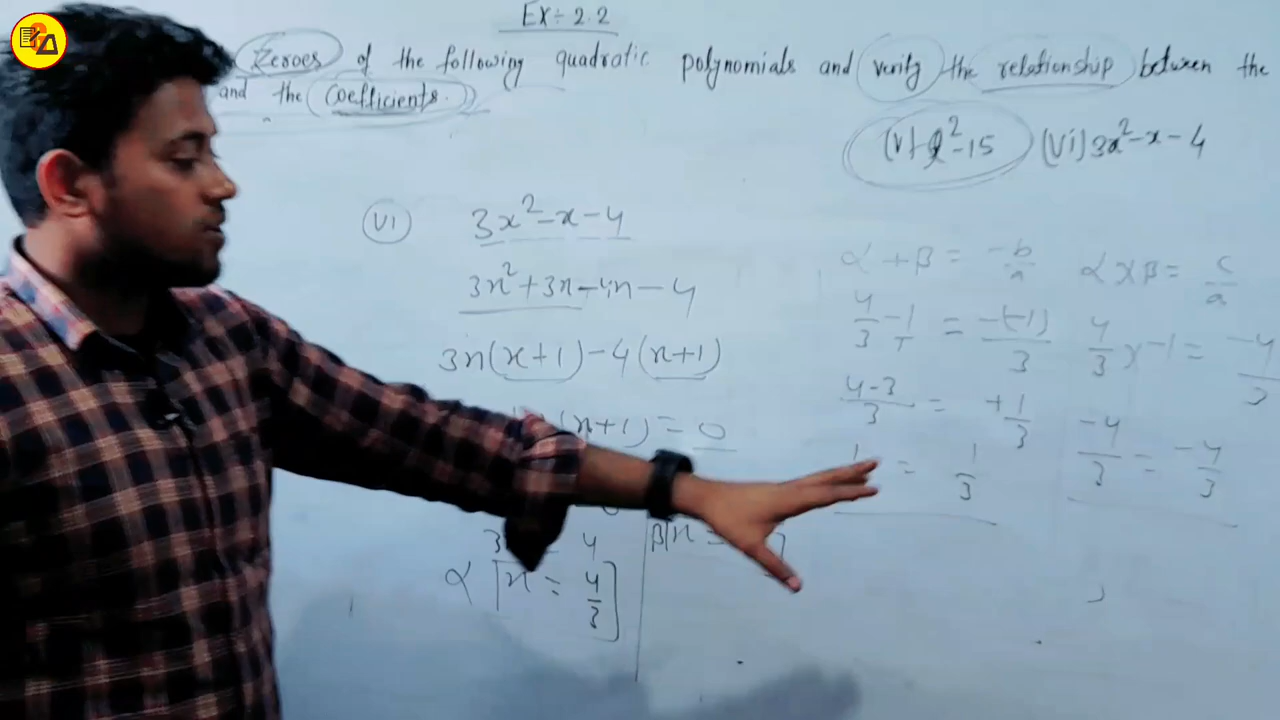 EX÷ 2.2
Zeroes of the following quadratic polynomials and verify the relationship between the
and the coefficients.
(V) t²-15 (Vi) 3x²-x-4
VI 3x²-x-4
3x²+3x-4x-4
3x(x+1)-4(x+1)
(x+1)=0
4
α x = 4/3
β x =
α+β = -b/a
4/3 - 1/1 = -(-1)/3
4-3/3 = +1/3
1 = 1/3
α×β = c/a
4/3 × -1 = -4/3
-4/3 = -4/3